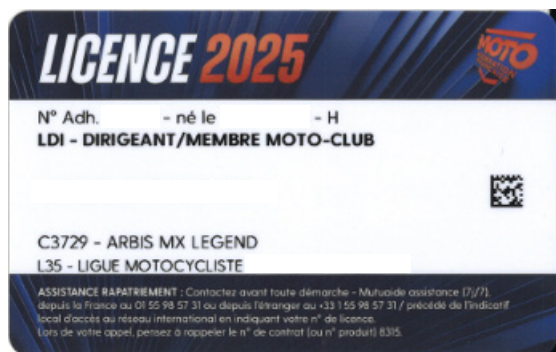 LICENCE 2025
MOTO
N° Adh. - né le - H
LDI - DIRIGEANT/MEMBRE MOTO-CLUB
C3729 - ARBIS MX LEGEND
L35 - LIGUE MOTOCYCLISTE
ASSISTANCE RAPATRIEMENT : Contactez avant toute démarche - Mutuaide assistance (7j/7),
depuis la France au 01 55 98 57 31 ou depuis l'étranger au +33 1 55 98 57 31 / précédé de l'indicatif
local d'accès au réseau international en indiquant votre n° de licence.
Lors de votre appel, pensez à rappeler le n° de contrat (ou n° produit) 8315.